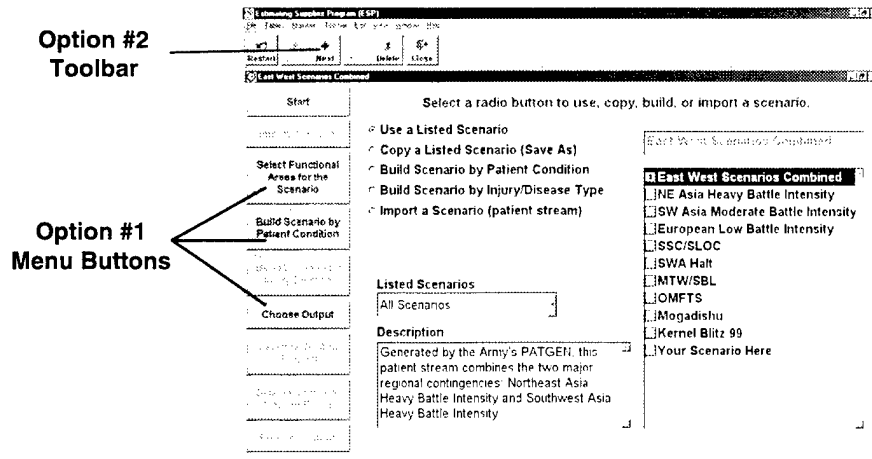 Option #2
Toolbar
Estimating Supplies Program (ESP)
Restart
Next
Delete
Close
East West Scenarios Combined
Option #1
Menu Buttons
Start
Select Functional
Areas for the
Scenario
Build Scenario by
Patient Condition
Choose Output
Select a radio button to use, copy, build, or import a scenario.
Use a Listed Scenario
Copy a Listed Scenario (Save As)
Build Scenario by Patient Condition
Build Scenario by Injury/Disease Type
Import a Scenario (patient stream)
Listed Scenarios
All Scenarios
Description
Generated by the Army's PATGEN, this
patient stream combines the two major
regional contingencies: Northeast Asia
Heavy Battle Intensity and Southwest Asia
Heavy Battle Intensity
East West Scenarios Combined
East West Scenarios Combined
NE Asia Heavy Battle Intensity
SW Asia Moderate Battle Intensity
European Low Battle Intensity
SSC/SLOC
SWA Halt
MTW/SBL
OMFTS
Mogadishu
Kernel Blitz 99
Your Scenario Here